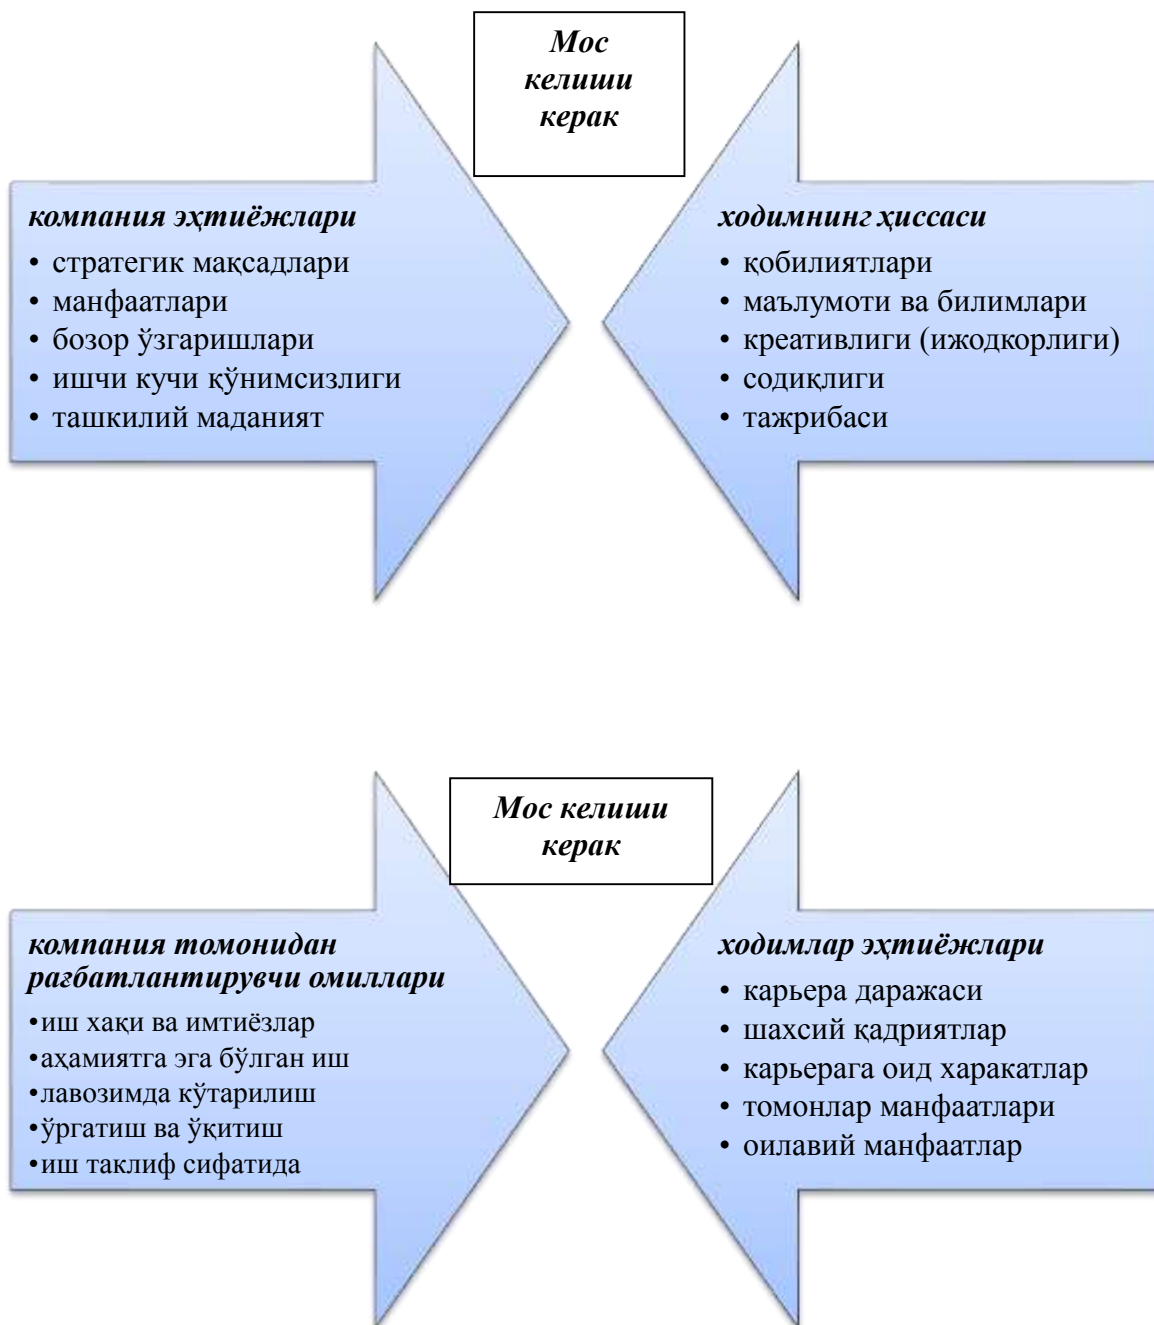 Мос
келиши
керак
компания эҳтиёжлари
• стратегик мақсадлари
• манфаатлари
• бозор ўзгаришлари
• ишчи кучи қўнимсизлиги
• ташкилий маданият
ходимнинг ҳиссаси
• қобилиятлари
• маълумоти ва билимлари
• креативлиги (ижодкорлиги)
• содиқлиги
• тажрибаси
Мос келиши
керак
компания томонидан
рағбатлантирувчи омиллари
•иш хақи ва имтиёзлар
•аҳамиятга эга бўлган иш
•лавозимда кўтарилиш
•ўргатиш ва ўқитиш
•иш таклиф сифатида
ходимлар эҳтиёжлари
• карьера даражаси
• шахсий қадриятлар
• карьерага оид харакатлар
• томонлар манфаатлари
• оилавий манфаатлар